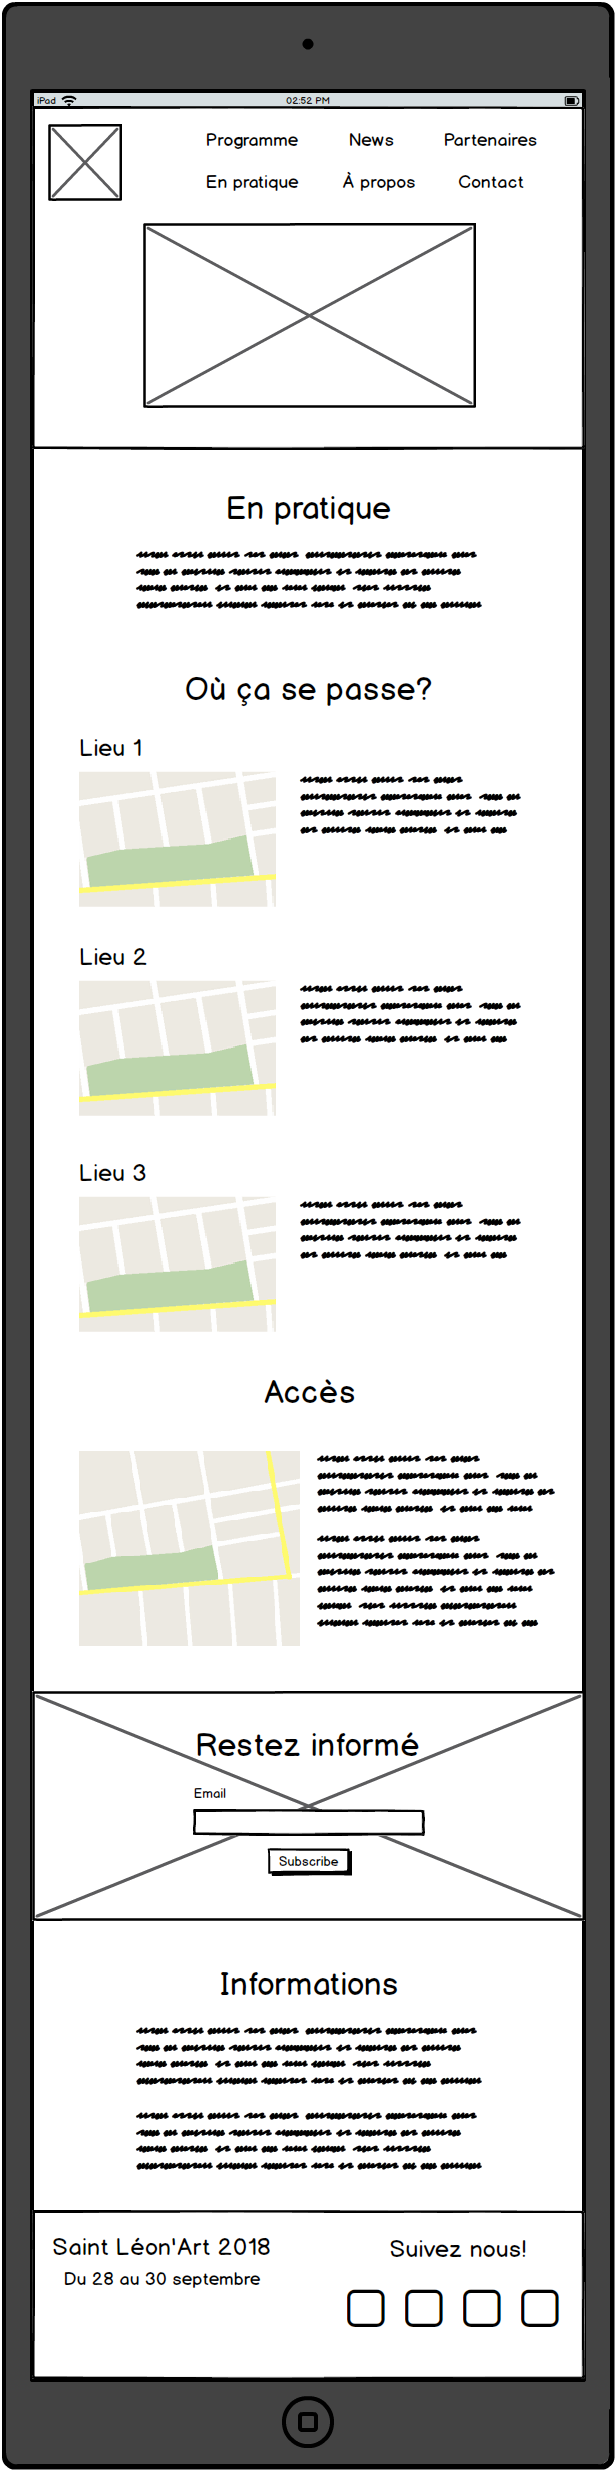 iPad 02:52 PM
Programme News Partenaires
En pratique À propos Contact
En pratique
Où ça se passe?
Lieu 1
Lieu 2
Lieu 3
Accès
Restez informé
Email
Subscribe
Informations
Saint Léon'Art 2018
Du 28 au 30 septembre
Suivez nous!